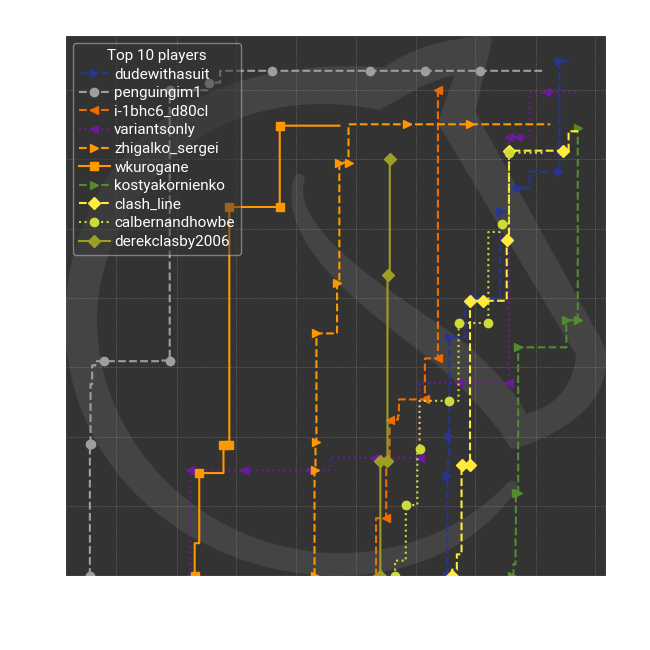 Top 10 players
dudewithasuit
penguingim1
i-1bhc6_d80cl
variantsonly
zhigalko_sergei
wkurogane
kostyakornienko
clash_line
calbernandhowbe
derekclasby2006